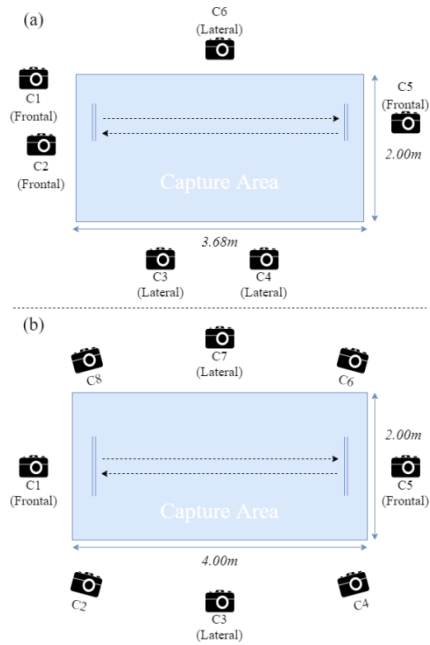 (a)
C6
(Lateral)
C1
(Frontal)
C5
(Frontal)
C2
(Frontal)
2.00m
Capture Area
3.68m
C3
(Lateral)
C4
(Lateral)
(b)
C7
(Lateral)
C8
C6
2.00m
C1
(Frontal)
C5
(Frontal)
Capture Area
4.00m
C2
C3
(Lateral)
C4